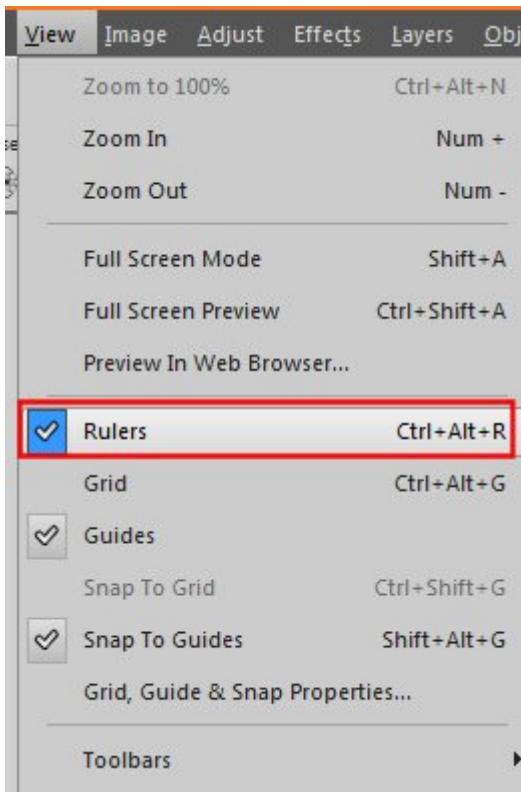 View Image Adjust Effects Layers Obj
Zoom to 100% Ctrl+Alt+N
Zoom In Num +
Zoom Out Num -
Full Screen Mode Shift+A
Full Screen Preview Ctrl+Shift+A
Preview In Web Browser...
Rulers Ctrl+Alt+R
Grid Ctrl+Alt+G
Guides
Snap To Grid Ctrl+Shift+G
Snap To Guides Shift+Alt+G
Grid, Guide & Snap Properties...
Toolbars